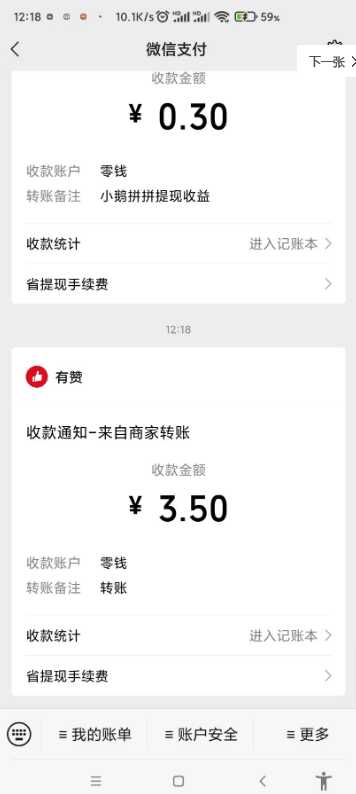 12:18 10.1K/s HD HD 59%
微信支付
下一张
收款金额
¥ 0.30
收款账户 零钱
转账备注 小鹅拼拼提现收益
收款统计 进入记账本
省提现手续费
12:18
有赞
收款通知-来自商家转账
收款金额
¥ 3.50
收款账户 零钱
转账备注 转账
收款统计 进入记账本
省提现手续费
我的账单 账户安全 更多